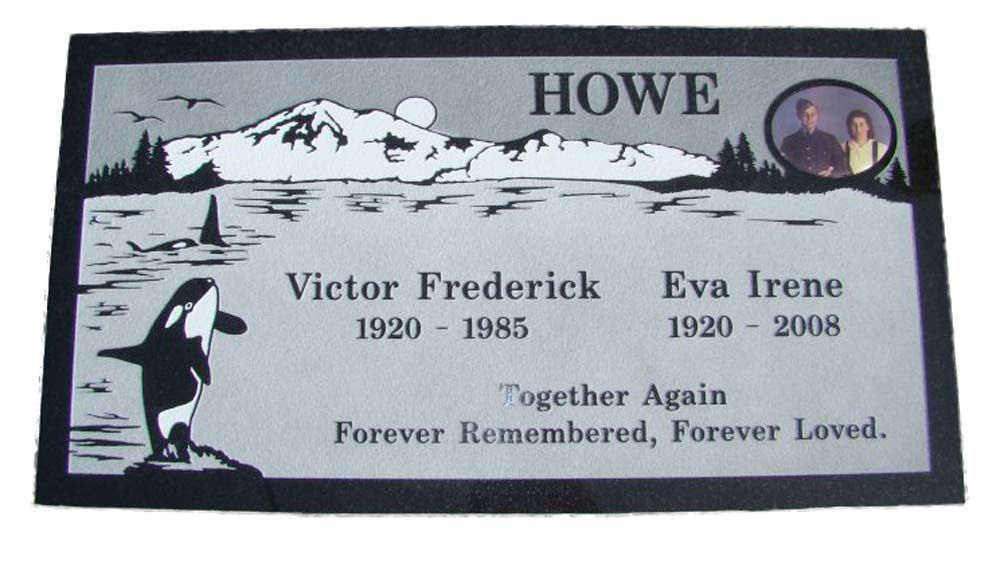 HOWE
Victor Frederick Eva Irene
1920 - 1985 1920 - 2008
Together Again
Forever Remembered, Forever Loved.